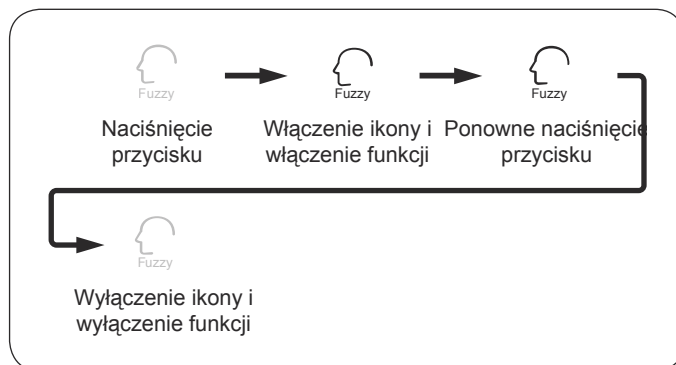 Fuzzy
Fuzzy
Fuzzy
Naciśnięcie
przycisku
Włączenie ikony i
włączenie funkcji
Ponowne naciśnięcie
przycisku
Fuzzy
Wyłączenie ikony i
wyłączenie funkcji